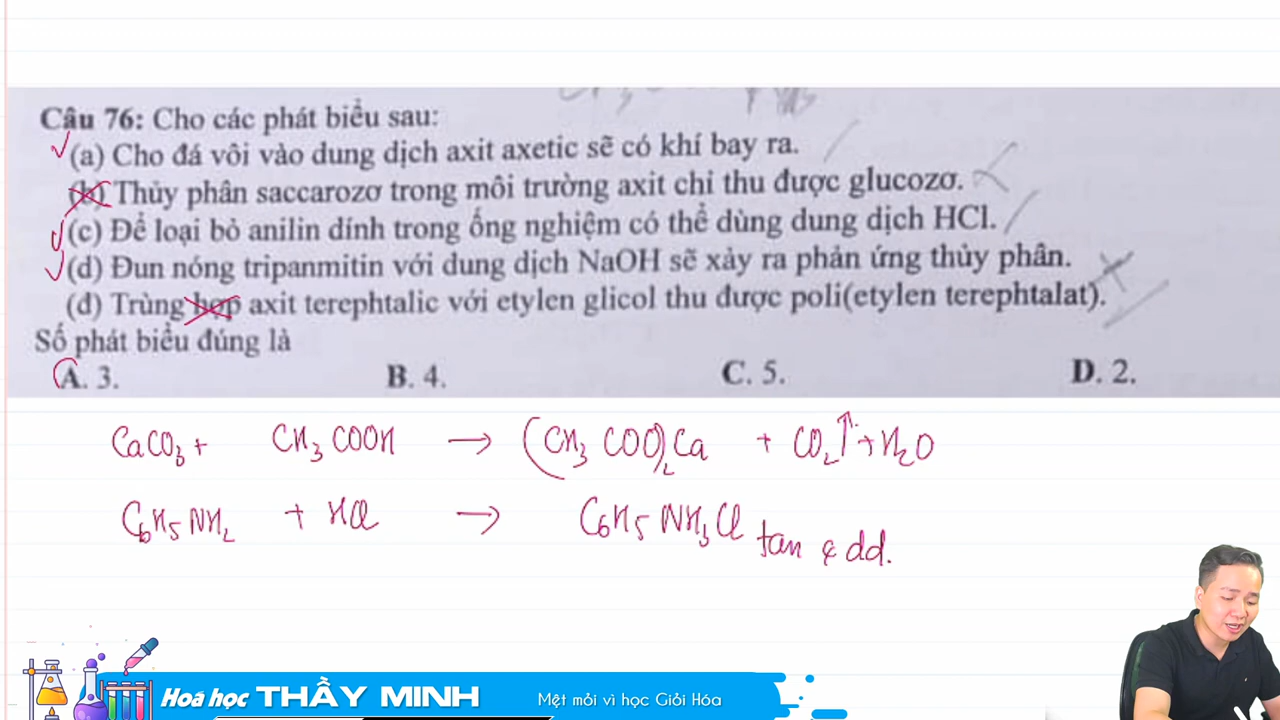 Câu 76: Cho các phát biểu sau:
(a) Cho đá vôi vào dung dịch axit axetic sẽ có khí bay ra.
(b) Thủy phân saccarozơ trong môi trường axit chỉ thu được glucozơ.
(c) Để loại bỏ anilin dính trong ống nghiệm có thể dùng dung dịch HCl.
(d) Đun nóng tripanmitin với dung dịch NaOH sẽ xảy ra phản ứng thủy phân.
(đ) Trùng hợp axit terephtalic với etylen glicol thu được poli(etylen terephtalat).
Số phát biểu đúng là
A. 3. B. 4. C. 5. D. 2.
CaCO3 + CH3COOH → (CH3COO)2Ca + CO2↑ + H2O
C6H5NH2 + HCl → C6H5NH3Cl tan & dd.
Hoá học THẦY MINH Mệt mỏi vì học Giỏi Hóa